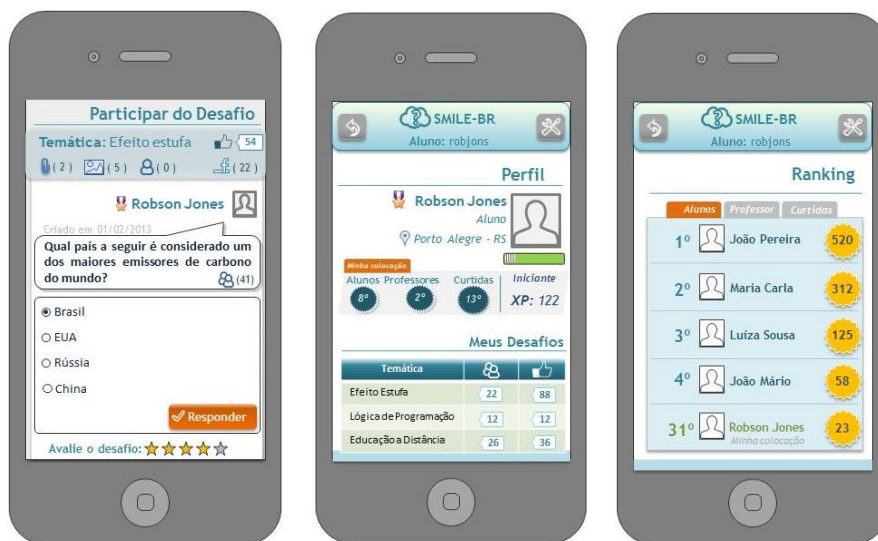 Participar do Desafio
Temática: Efeito estufa 54
(2) (5) (0) (22)
Robson Jones
Criado em 01/02/2013
Qual país a seguir é considerado um
dos maiores emissores de carbono
do mundo? (41)
Brasil
EUA
Rússia
China
Responder
Avalie o desafio:
SMILE-BR
Aluno: robjons
Perfil
Robson Jones
Aluno
Porto Alegre - RS
Minha colocação
Alunos Professores Curtidas Iniciante
8º 2º 13º XP: 122
Meus Desafios
Temática
Efeito Estufa 22 88
Lógica de Programação 12 12
Educação a Distância 26 36
SMILE-BR
Aluno: robjons
Ranking
Alunos Professor Curtidas
1º João Pereira 520
2º Maria Carla 312
3º Luíza Sousa 125
4º João Mário 58
31º Robson Jones 23
Minha colocação